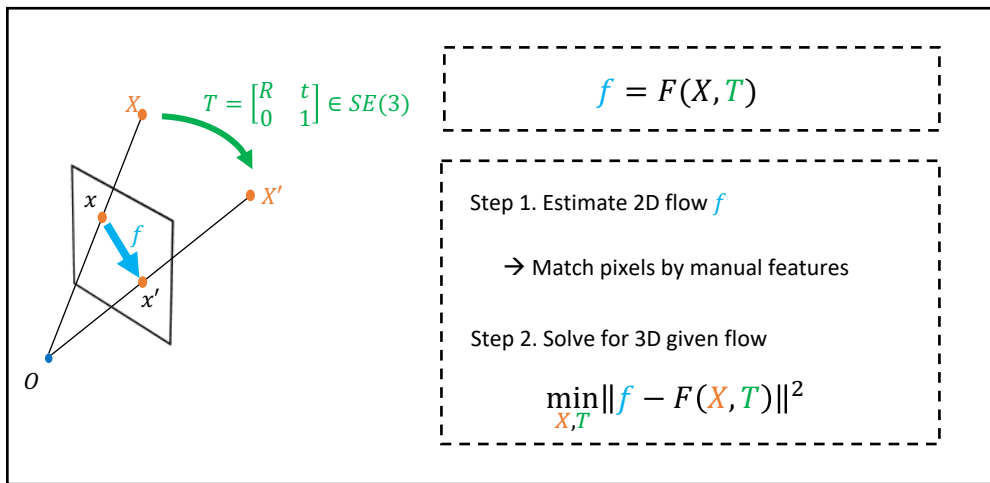 X
T = [R t
0 1] ∈ SE(3)
X′
x
f
x′
O
f = F(X, T)
Step 1. Estimate 2D flow f
→ Match pixels by manual features
Step 2. Solve for 3D given flow
min ‖f − F(X, T)‖²
X,T